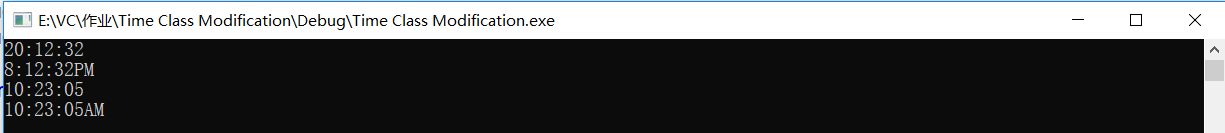 E:\VC\作业\Time Class Modification\Debug\Time Class Modification.exe
20:12:32
8:12:32PM
10:23:05
10:23:05AM